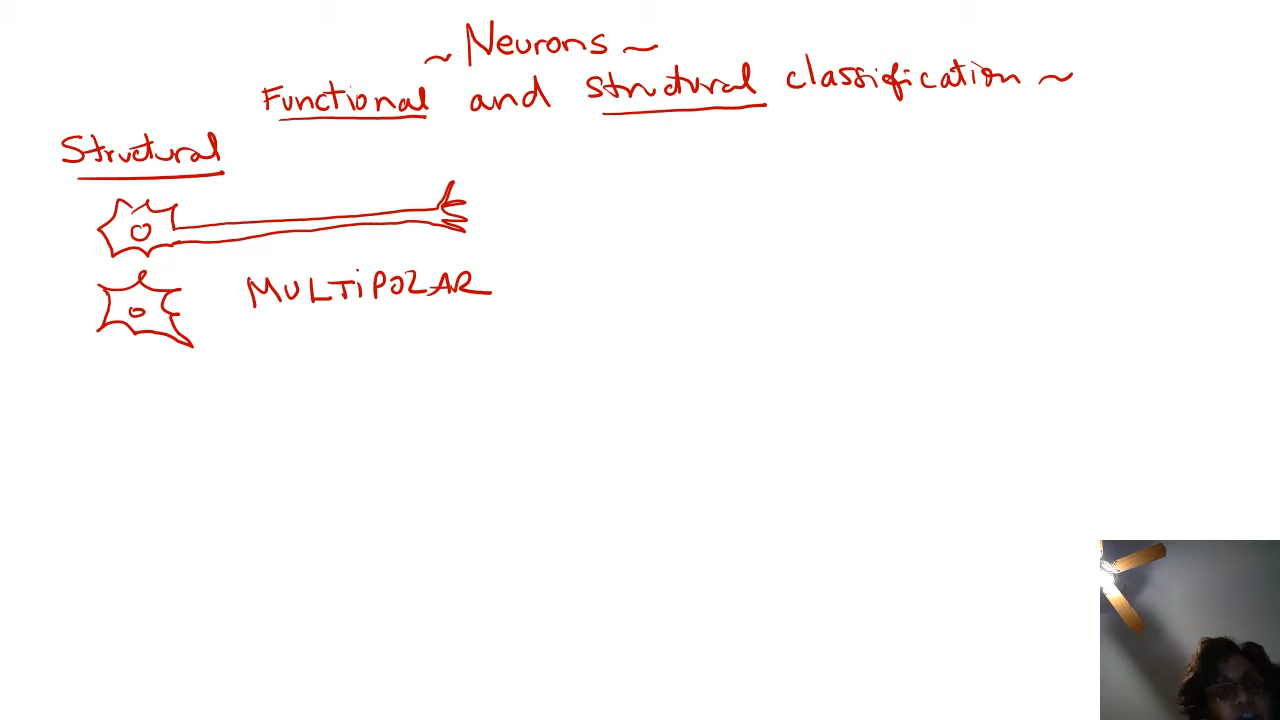 ~ Neurons ~
Functional and structural classification ~
Structural
MULTIPOLAR